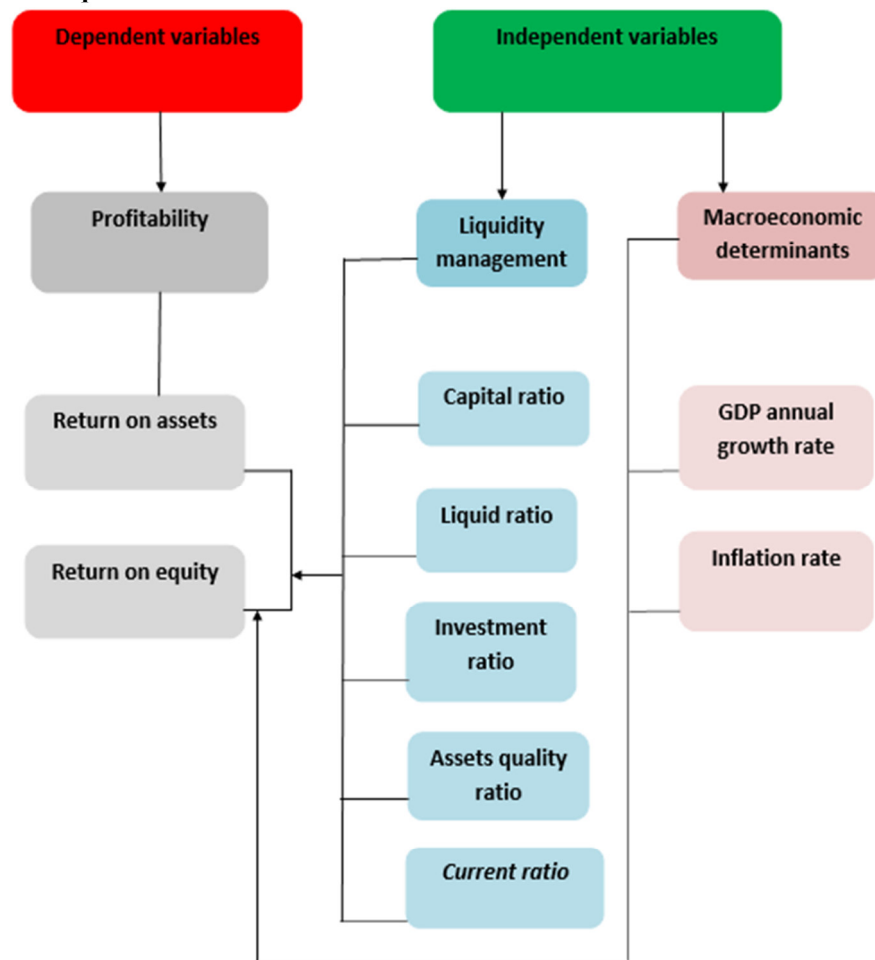 Dependent variables
Independent variables
Profitability
Liquidity
management
Macroeconomic
determinants
Return on assets
Capital ratio
GDP annual
growth rate
Return on equity
Liquid ratio
Inflation rate
Investment
ratio
Assets quality
ratio
Current ratio